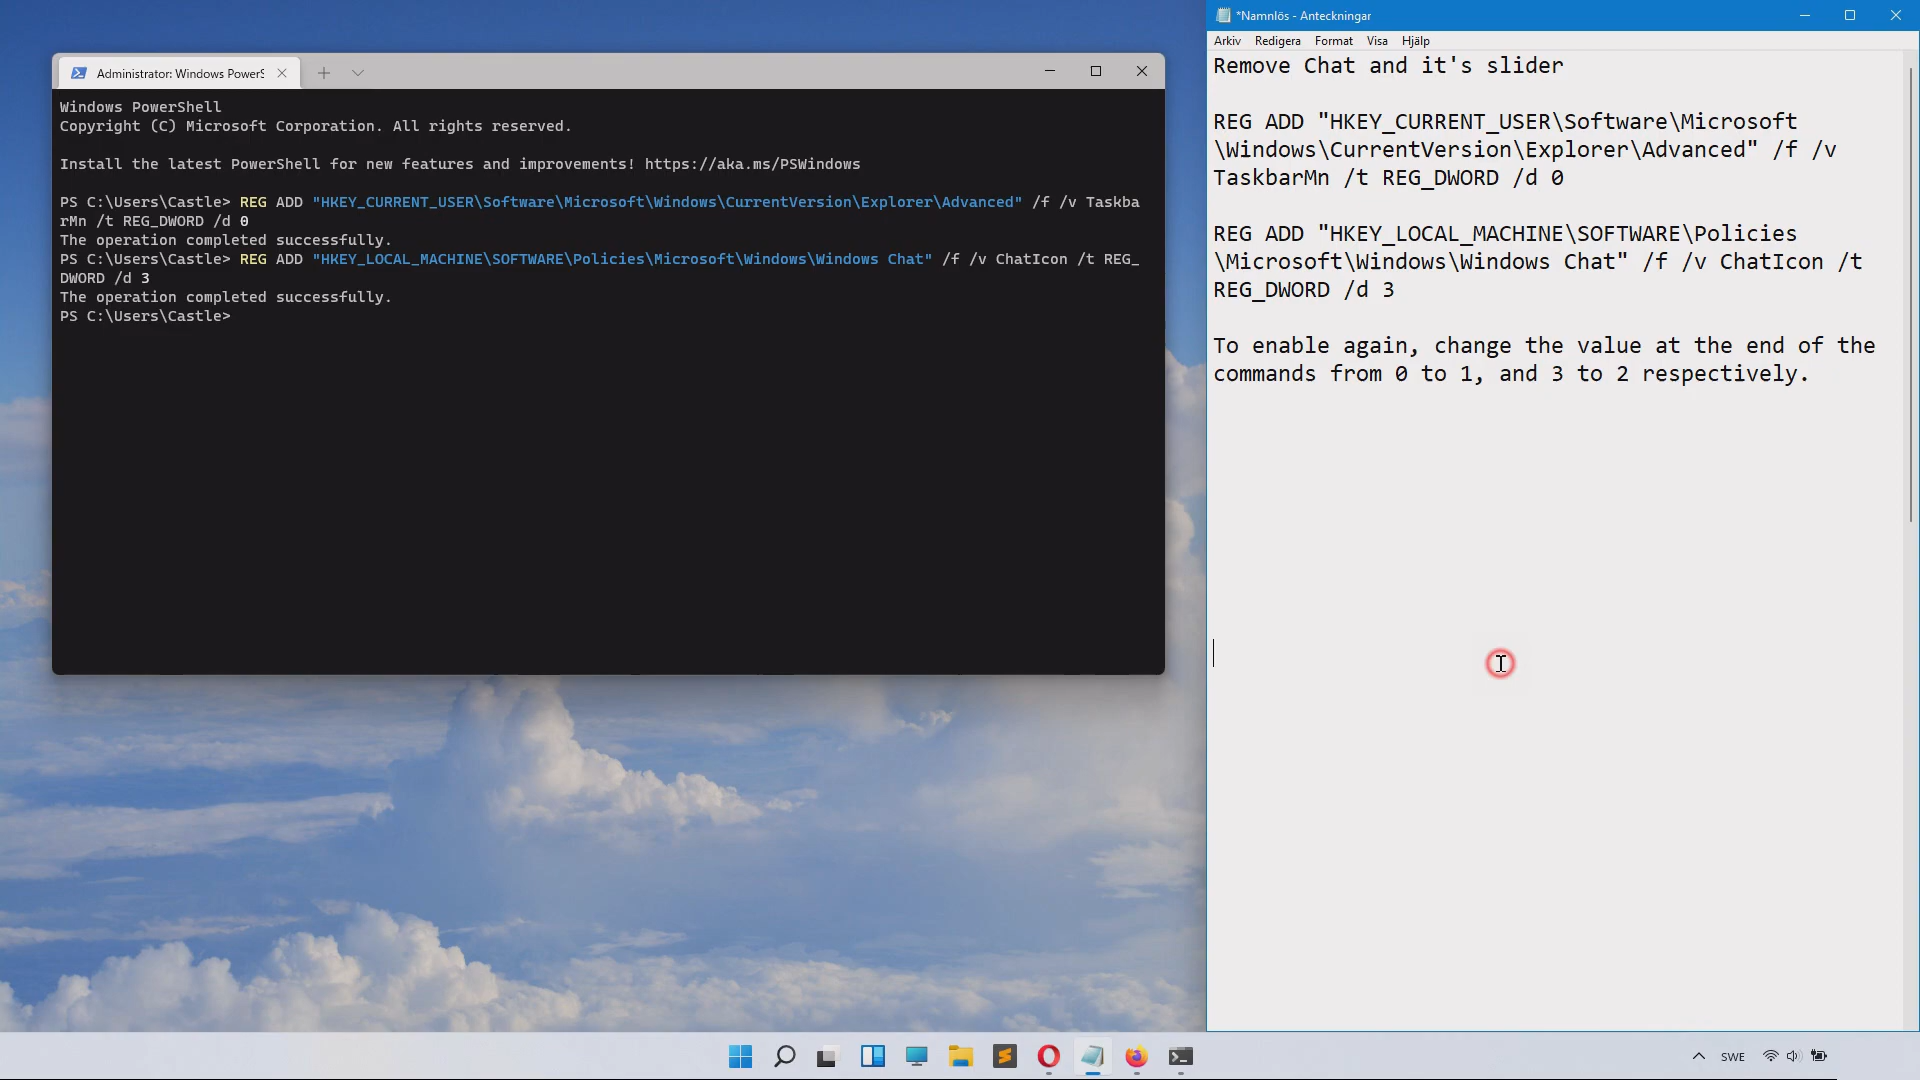 Administrator: Windows PowerS
Windows PowerShell
Copyright (C) Microsoft Corporation. All rights reserved.
Install the latest PowerShell for new features and improvements! https://aka.ms/PSWindows
PS C:\Users\Castle> REG ADD "HKEY_CURRENT_USER\Software\Microsoft\Windows\CurrentVersion\Explorer\Advanced" /f /v Taskba
rMn /t REG_DWORD /d 0
The operation completed successfully.
PS C:\Users\Castle> REG ADD "HKEY_LOCAL_MACHINE\SOFTWARE\Policies\Microsoft\Windows\Windows Chat" /f /v ChatIcon /t REG_
DWORD /d 3
The operation completed successfully.
PS C:\Users\Castle>
*Namnlös - Anteckningar
Arkiv Redigera Format Visa Hjälp
Remove Chat and it's slider
REG ADD "HKEY_CURRENT_USER\Software\Microsoft
\Windows\CurrentVersion\Explorer\Advanced" /f /v
TaskbarMn /t REG_DWORD /d 0
REG ADD "HKEY_LOCAL_MACHINE\SOFTWARE\Policies
\Microsoft\Windows\Windows Chat" /f /v ChatIcon /t
REG_DWORD /d 3
To enable again, change the value at the end of the
commands from 0 to 1, and 3 to 2 respectively.
SWE